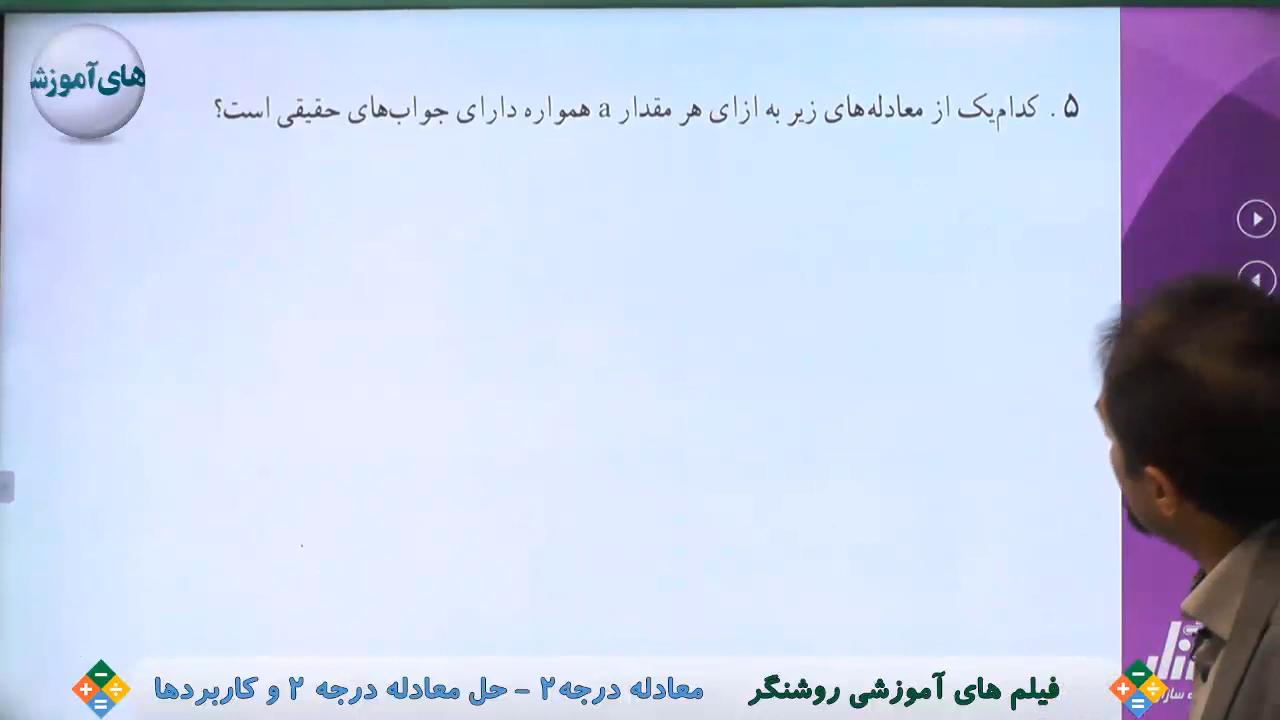 های آموزش
۵. کدام‌یک از معادله‌های زیر به ازای هر مقدار a همواره دارای جواب‌های حقیقی است؟
فیلم های آموزشی روشنگر
معادله درجه۲ - حل معادله درجه ۲ و کاربردها